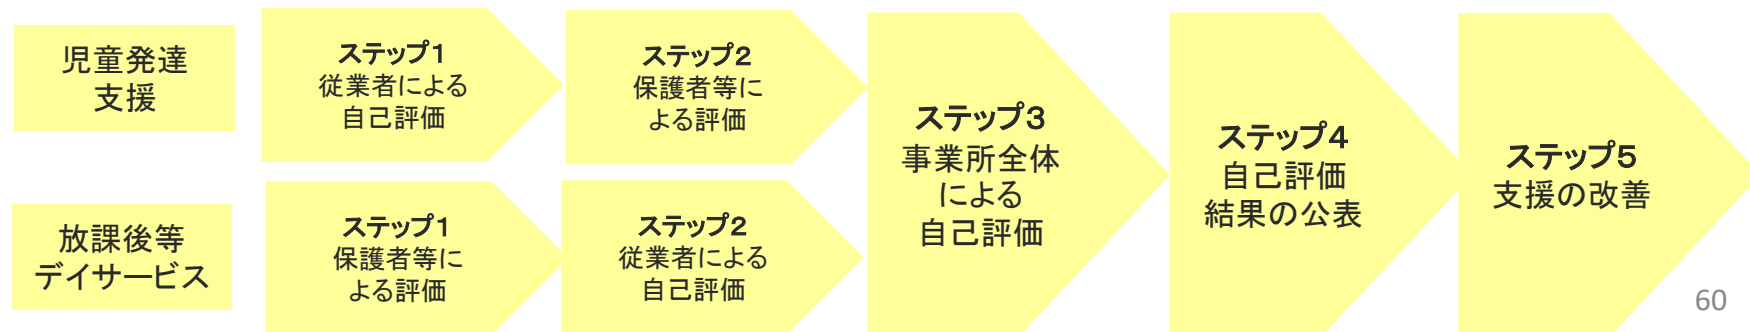 児童発達
支援
ステップ1
従業者による
自己評価
ステップ2
保護者等に
よる評価
放課後等
デイサービス
ステップ1
保護者等に
よる評価
ステップ2
従業者による
自己評価
ステップ3
事業所全体
による
自己評価
ステップ4
自己評価
結果の公表
ステップ5
支援の改善
60